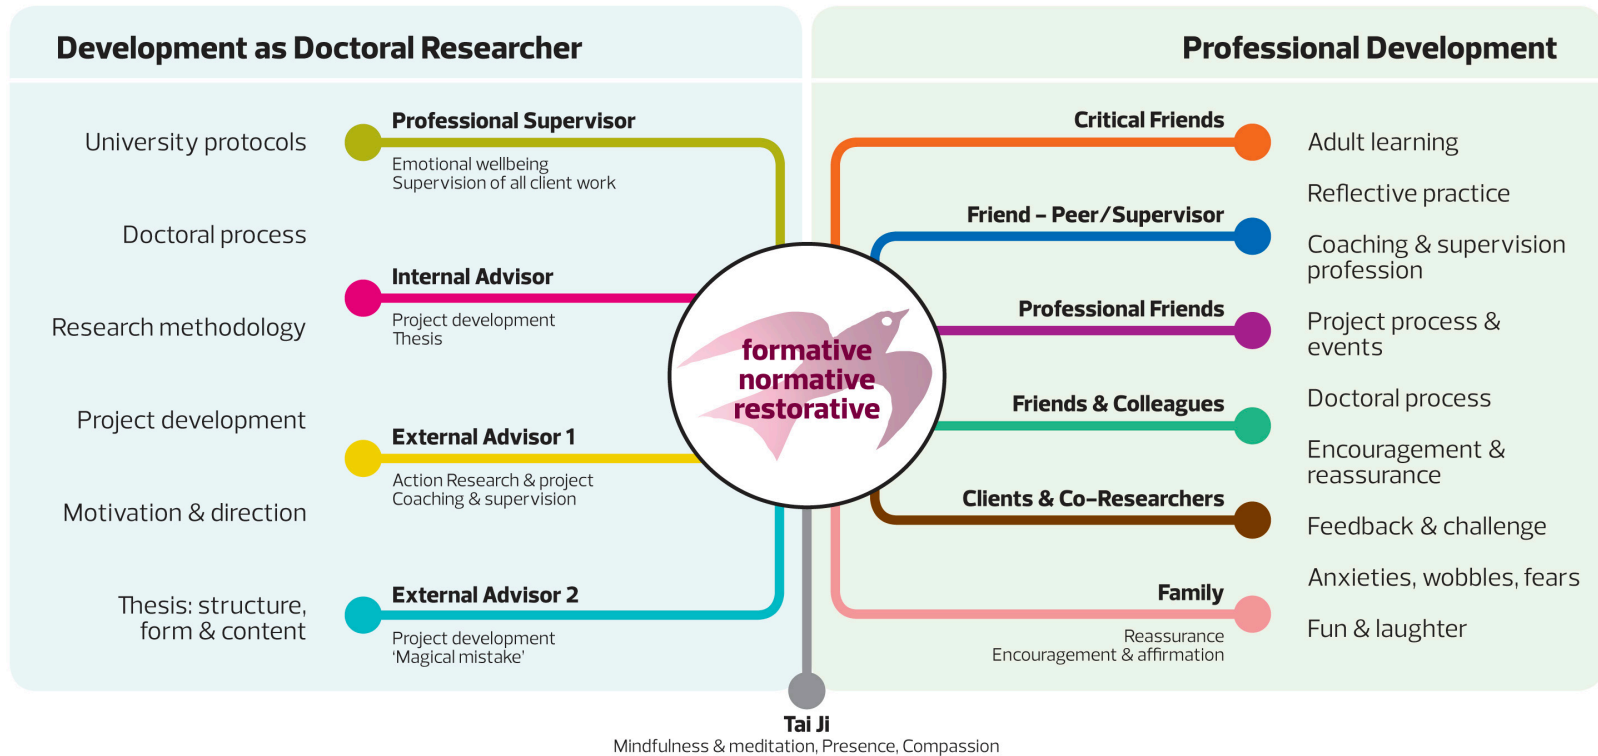 Development as Doctoral Researcher
University protocols
Doctoral process
Research methodology
Project development
Motivation & direction
Thesis: structure,
form & content
Professional Supervisor
Emotional wellbeing
Supervision of all client work
Internal Advisor
Project development
Thesis
External Advisor 1
Action Research & project
Coaching & supervision
External Advisor 2
Project development
‘Magical mistake’
formative
normative
restorative
Professional Development
Critical Friends
Friend – Peer/Supervisor
Professional Friends
Friends & Colleagues
Clients & Co-Researchers
Family
Reassurance
Encouragement & affirmation
Adult learning
Reflective practice
Coaching & supervision
profession
Project process &
events
Doctoral process
Encouragement &
reassurance
Feedback & challenge
Anxieties, wobbles, fears
Fun & laughter
Tai Ji
Mindfulness & meditation, Presence, Compassion